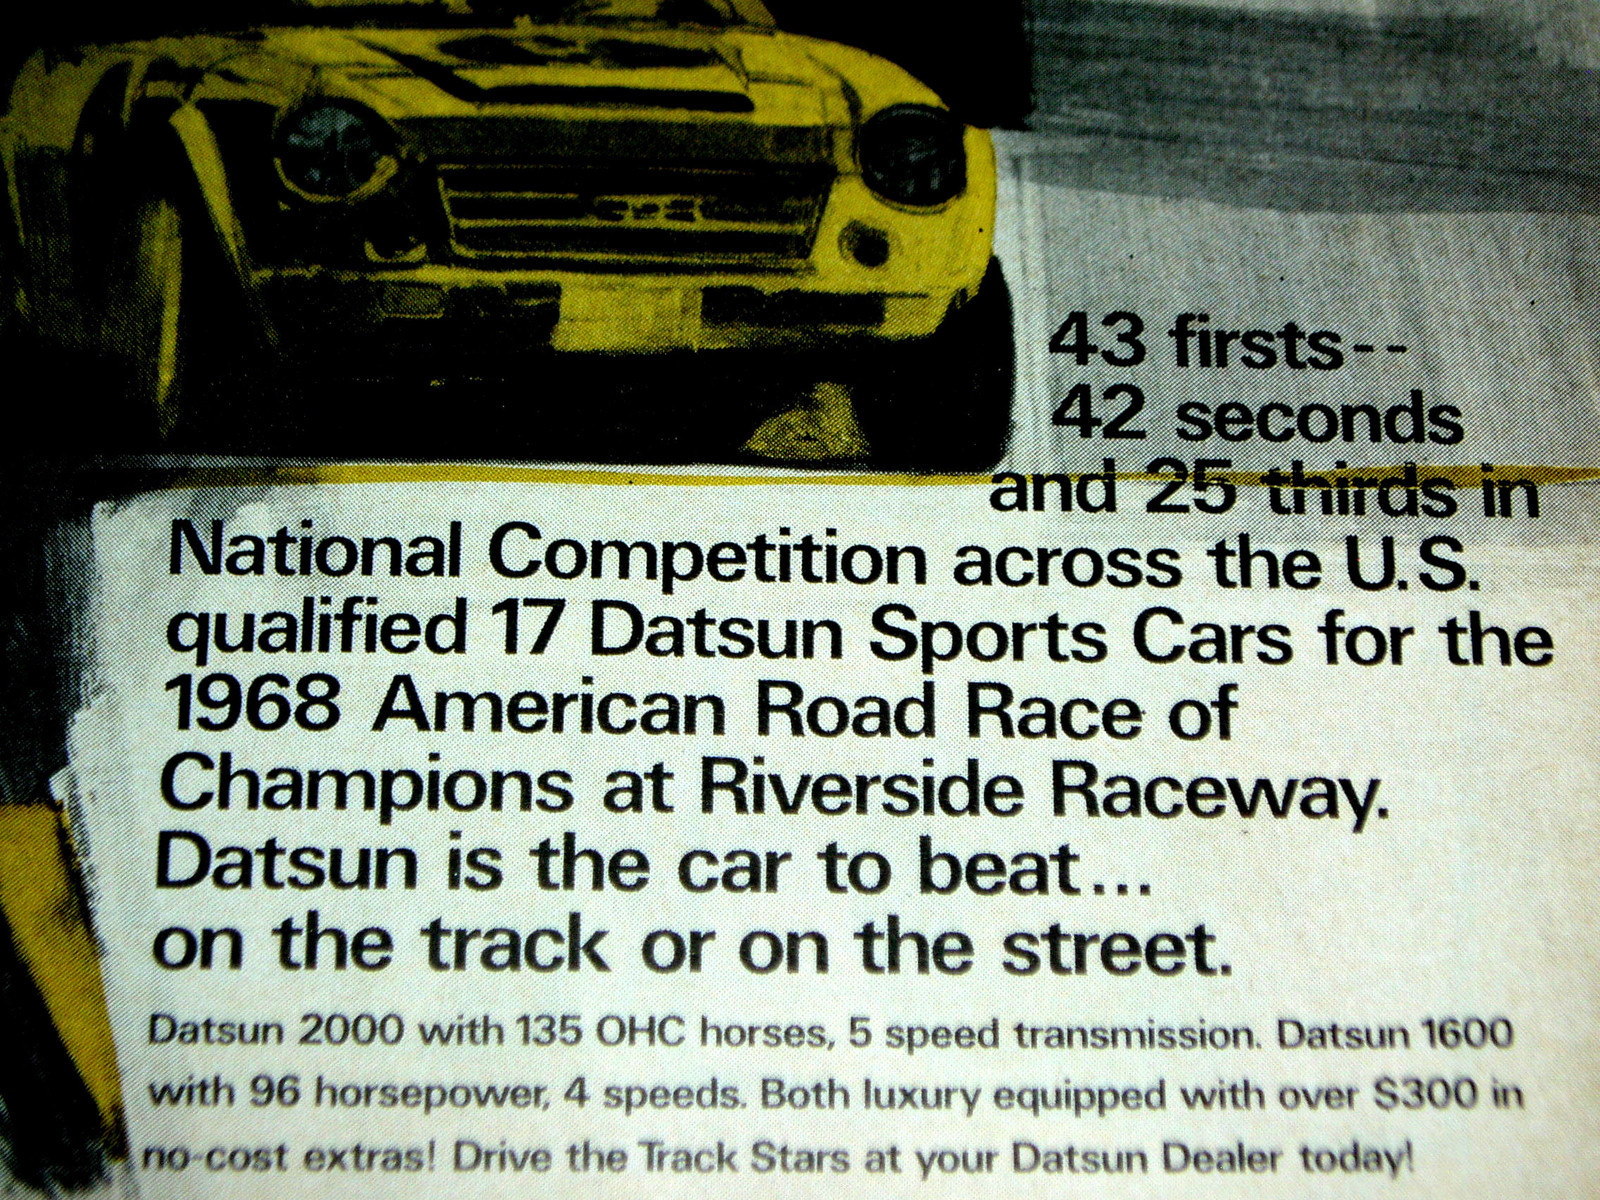 43 firsts--
42 seconds
and 25 thirds in
National Competition across the U.S.
qualified 17 Datsun Sports Cars for the
1968 American Road Race of
Champions at Riverside Raceway.
Datsun is the car to beat...
on the track or on the street.
Datsun 2000 with 135 OHC horses, 5 speed transmission. Datsun 1600
with 96 horsepower, 4 speeds. Both luxury equipped with over $300 in
no-cost extras! Drive the Track Stars at your Datsun Dealer today!